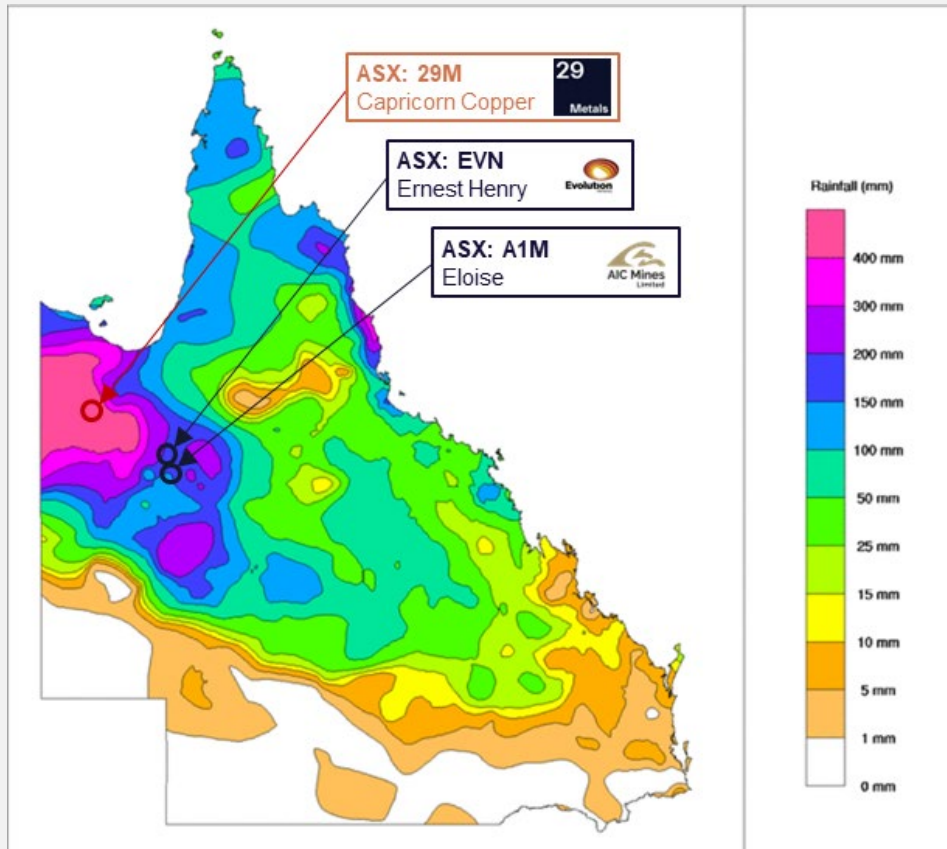 ASX: 29M
Capricorn Copper
29
Metals
ASX: EVN
Ernest Henry
Evolution
ASX: A1M
Eloise
AIC Mines
Limited
Rainfall (mm)
400 mm
300 mm
200 mm
150 mm
100 mm
50 mm
25 mm
15 mm
10 mm
5 mm
1 mm
0 mm